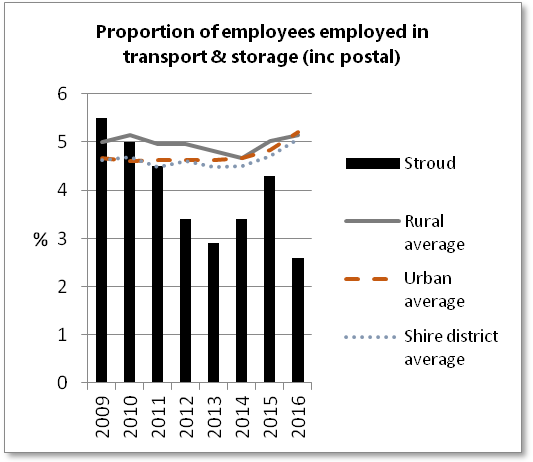 Proportion of employees employed in
transport & storage (inc postal)
6
5
4
3
2
1
0
%
2009
2010
2011
2012
2013
2014
2015
2016
Stroud
Rural
average
Urban
average
Shire district
average